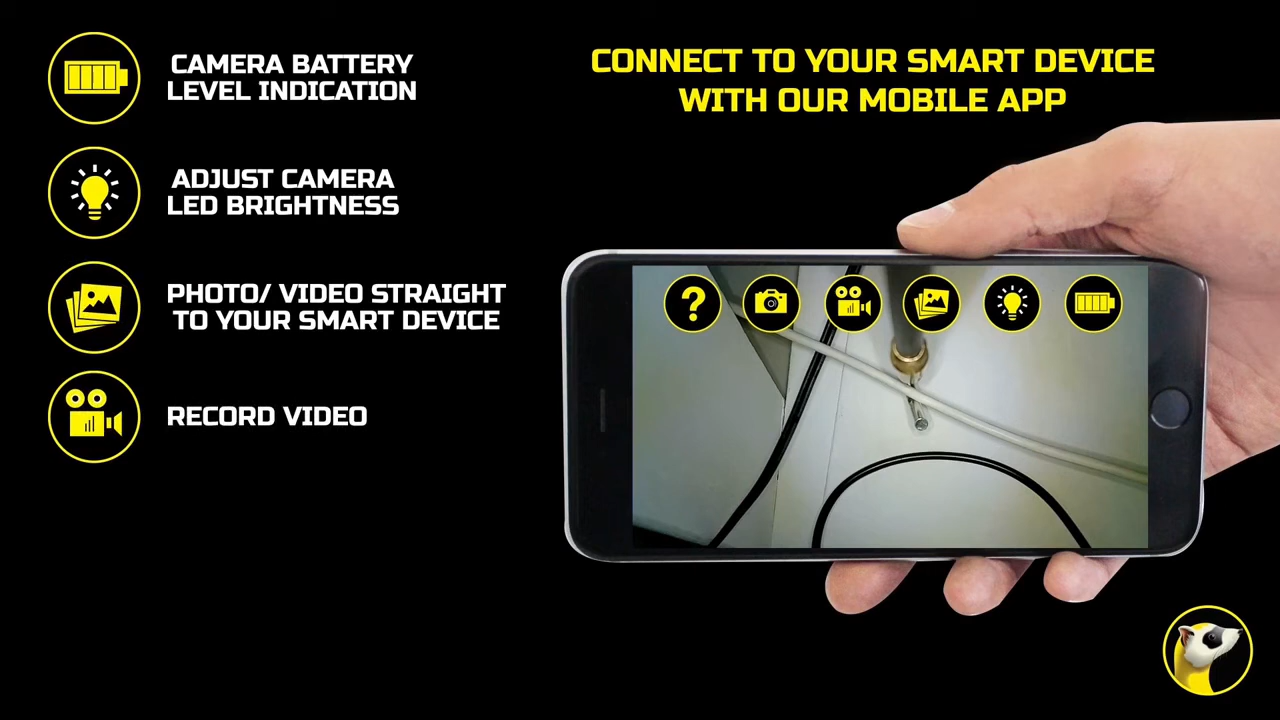 CAMERA BATTERY
LEVEL INDICATION
ADJUST CAMERA
LED BRIGHTNESS
PHOTO/ VIDEO STRAIGHT
TO YOUR SMART DEVICE
RECORD VIDEO
CONNECT TO YOUR SMART DEVICE
WITH OUR MOBILE APP
?